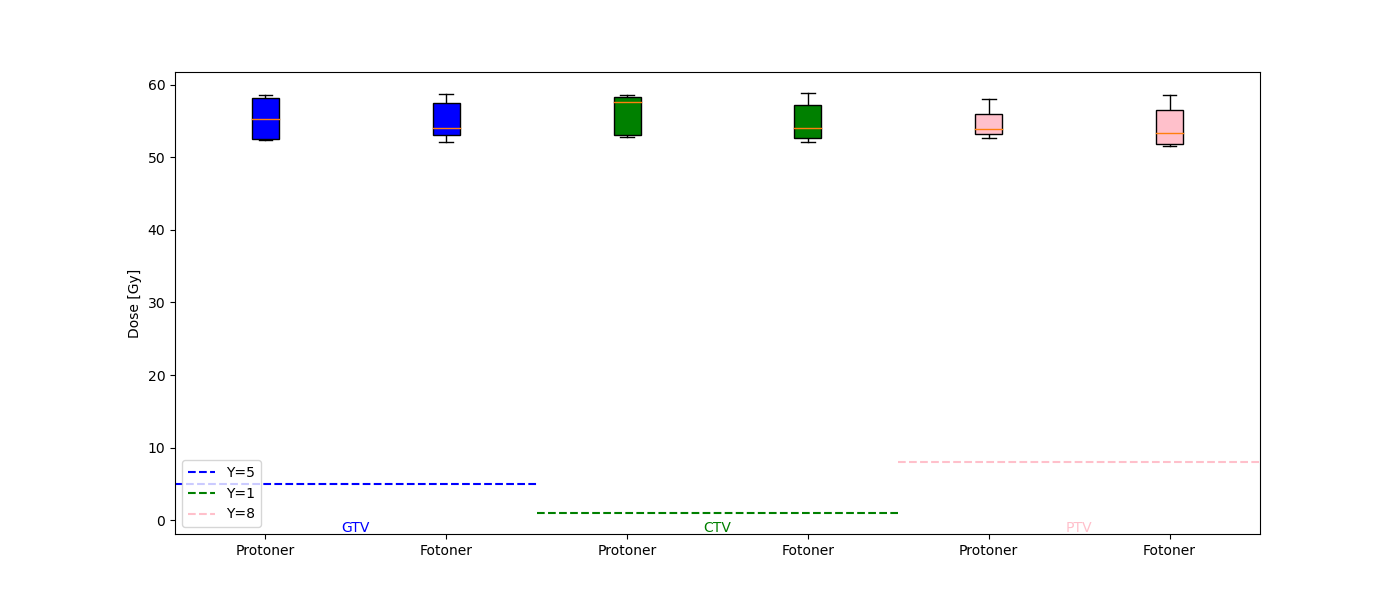 60
50
40
30
20
10
0
Dose [Gy]
Y=5
Y=1
Y=8
GTV CTV PTV
Protoner Fotoner Protoner Fotoner Protoner Fotoner